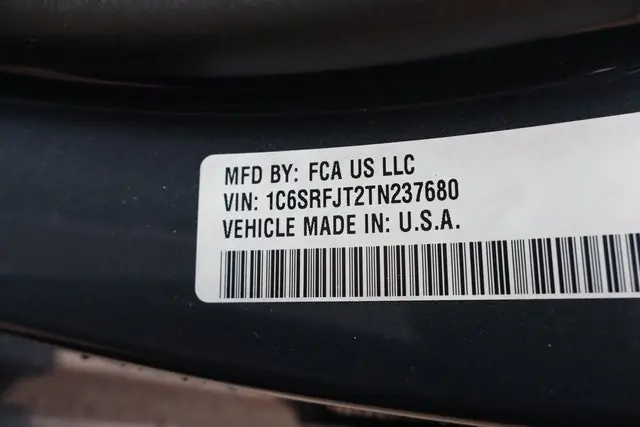 MFD BY: FCA US LLC
VIN: 1C6SRFJT2TN237680
VEHICLE MADE IN: U.S.A.